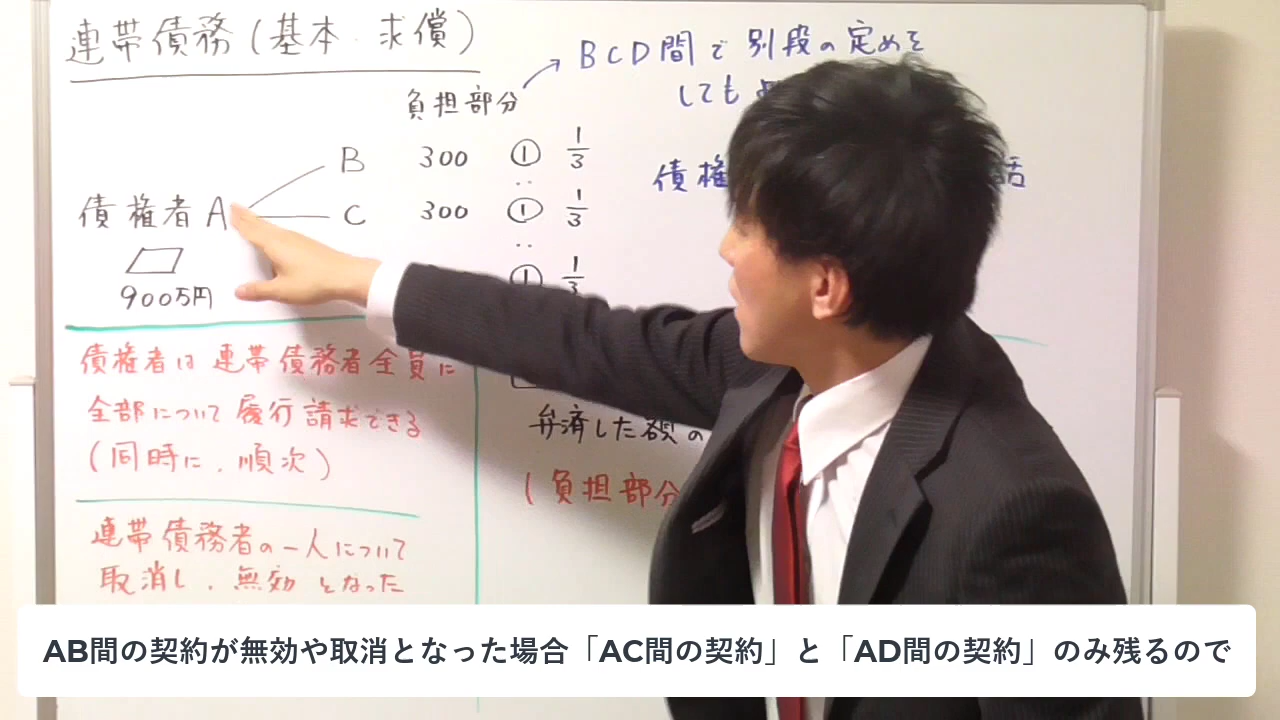 連帯債務(基本・求償)
負担部分
BCD間で別段の定めを
しても
債権
債権者A
B 300 ① 1/3
‥
C 300 ① 1/3
‥
① 1/3
900万円
債権者は連帯債務者全員に
全部について履行請求できる
(同時に、順次)
連帯債務者の一人について
取消し、無効となった
弁済した額の
(負担部分
AB間の契約が無効や取消となった場合「AC間の契約」と「AD間の契約」のみ残るので